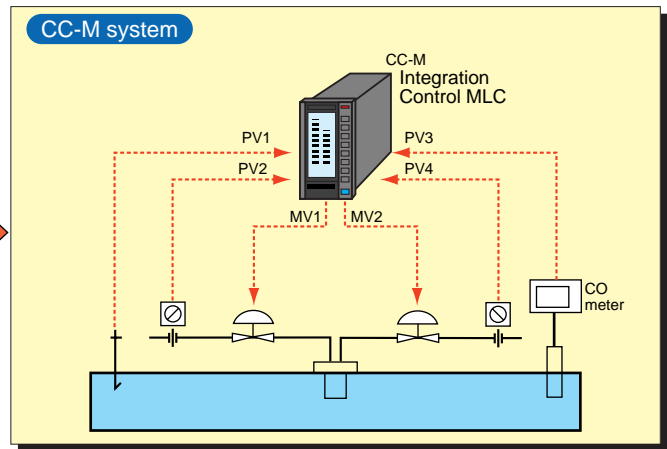 CC-M system
CC-M
Integration
Control MLC
PV1
PV3
PV2
PV4
MV1
MV2
CO
meter